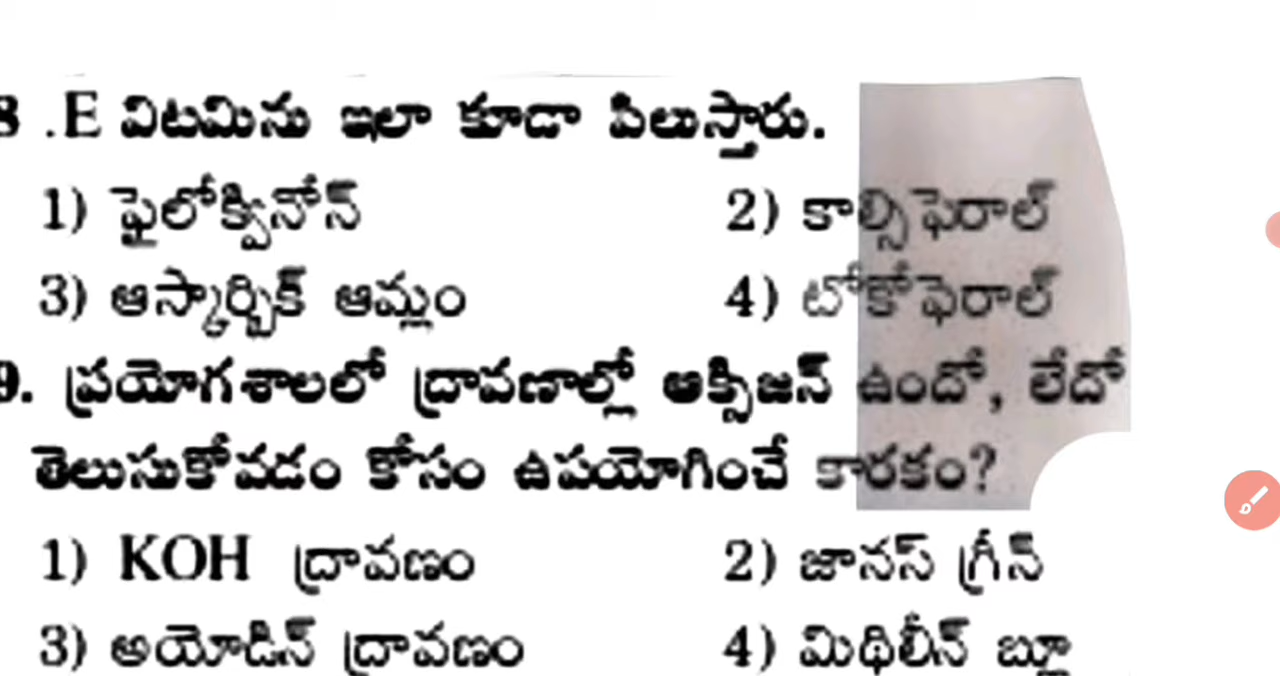 8 .E విటమిను ఇలా కూడా పిలుస్తారు.
1) ఫైలోక్వినోన్ 2) కాల్సిఫెరాల్
3) ఆస్కార్బిక్ ఆమ్లం 4) టోకోఫెరాల్
9. ప్రయోగశాలలో ద్రావణాల్లో ఆక్సిజన్ ఉందో, లేదో
తెలుసుకోవడం కోసం ఉపయోగించే కారకం?
1) KOH ద్రావణం 2) జానస్ గ్రీన్
3) అయోడిన్ ద్రావణం 4) మిథిలీన్ బ్లూ